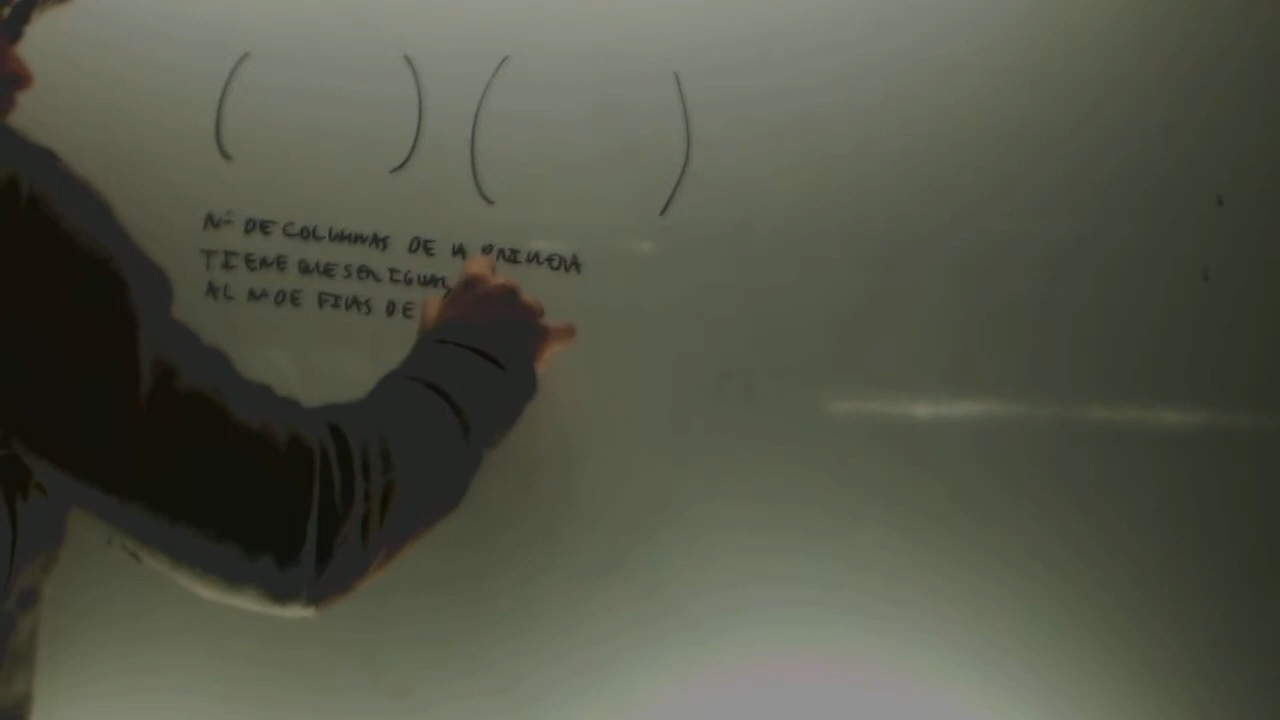 Nº DE COLUMNAS DE LA PRIMERA
TIENE QUE SER IGUAL
AL Nº DE FILAS DE